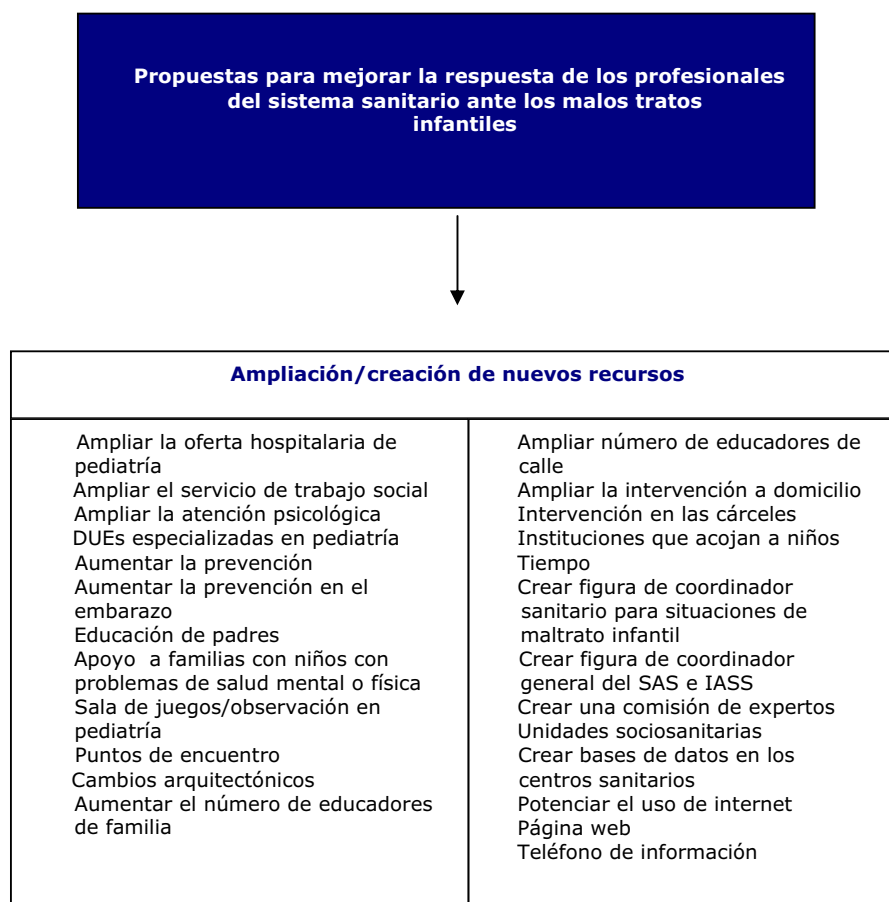 Propuestas para mejorar la respuesta de los profesionales
del sistema sanitario ante los malos tratos
infantiles
Ampliación/creación de nuevos recursos
Ampliar la oferta hospitalaria de
pediatría
Ampliar el servicio de trabajo social
Ampliar la atención psicológica
DUEs especializadas en pediatría
Aumentar la prevención
Aumentar la prevención en el
embarazo
Educación de padres
Apoyo a familias con niños con
problemas de salud mental o física
Sala de juegos/observación en
pediatría
Puntos de encuentro
Cambios arquitectónicos
Aumentar el número de educadores
de familia
Ampliar número de educadores de
calle
Ampliar la intervención a domicilio
Intervención en las cárceles
Instituciones que acojan a niños
Tiempo
Crear figura de coordinador
sanitario para situaciones de
maltrato infantil
Crear figura de coordinador
general del SAS e IASS
Crear una comisión de expertos
Unidades sociosanitarias
Crear bases de datos en los
centros sanitarios
Potenciar el uso de internet
Página web
Teléfono de información